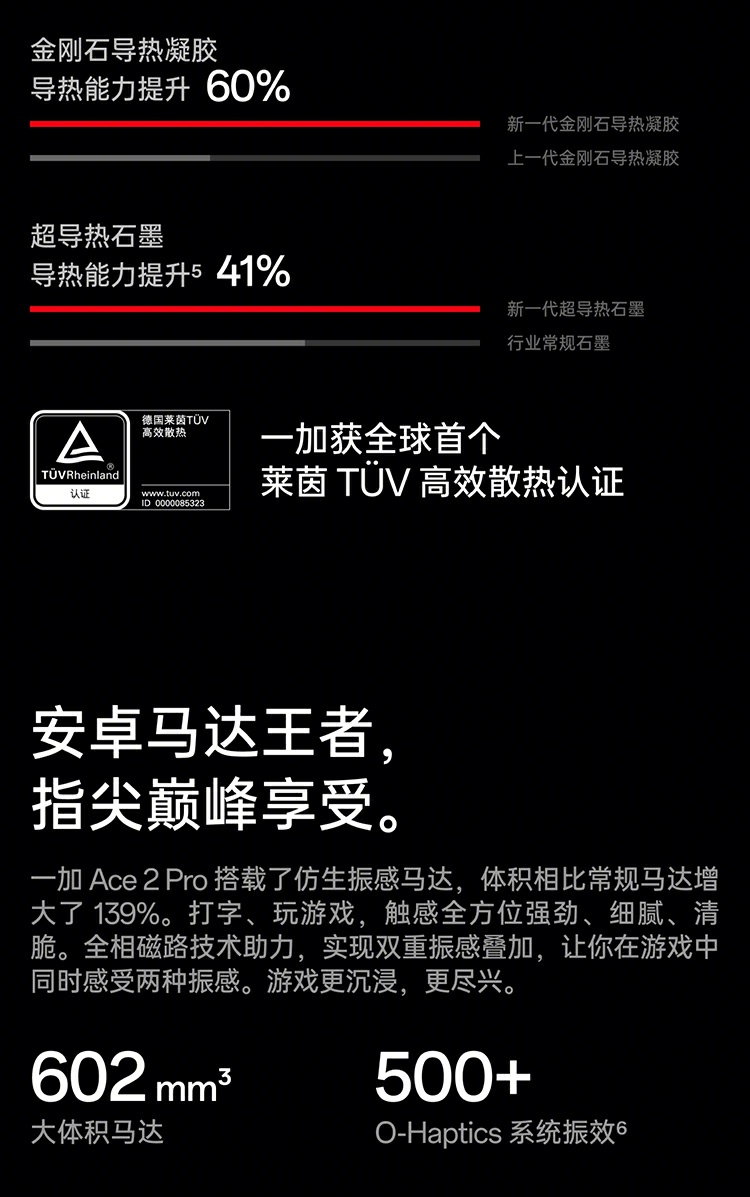 金刚石导热凝胶
导热能力提升 60%
新一代金刚石导热凝胶
上一代金刚石导热凝胶
超导热石墨
导热能力提升⁵ 41%
新一代超导热石墨
行业常规石墨
TÜVRheinland®
认证
德国莱茵TÜV
高效散热
www.tuv.com
ID 0000085323
一加获全球首个
莱茵 TÜV 高效散热认证
安卓马达王者，
指尖巅峰享受。
一加 Ace 2 Pro 搭载了仿生振感马达，体积相比常规马达增
大了 139%。打字、玩游戏，触感全方位强劲、细腻、清
脆。全相磁路技术助力，实现双重振感叠加，让你在游戏中
同时感受两种振感。游戏更沉浸，更尽兴。
602 mm³
大体积马达
500+
O-Haptics 系统振效⁶